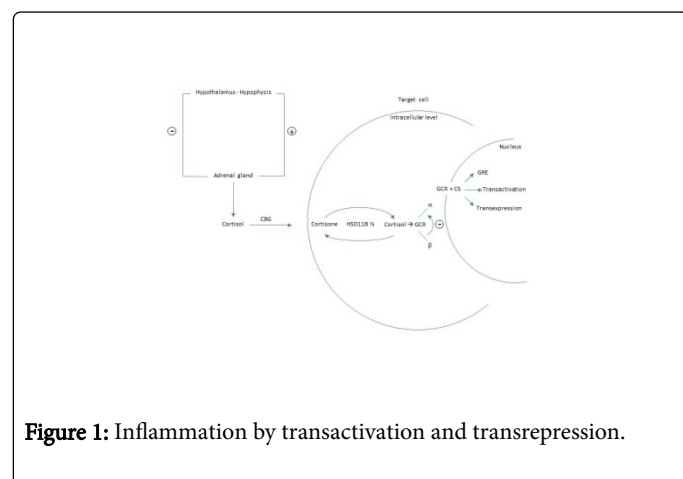 Hypothalamus - Hypophysis
Target cell
Intracellular level
- +
Nucleus
GRE
Adrenal gland
GCR + CS Transactivation
α
Transexpression
Cortisol CBG Cortisone HSD11B ½ Cortisol → GCR -
β
Figure 1: Inflammation by transactivation and transrepression.